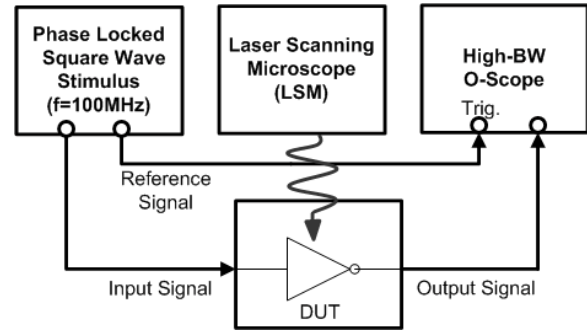 Phase Locked
Square Wave
Stimulus
(f=100MHz)
Laser Scanning
Microscope
(LSM)
High-BW
O-Scope
Trig.
Reference
Signal
Input Signal
DUT
Output Signal